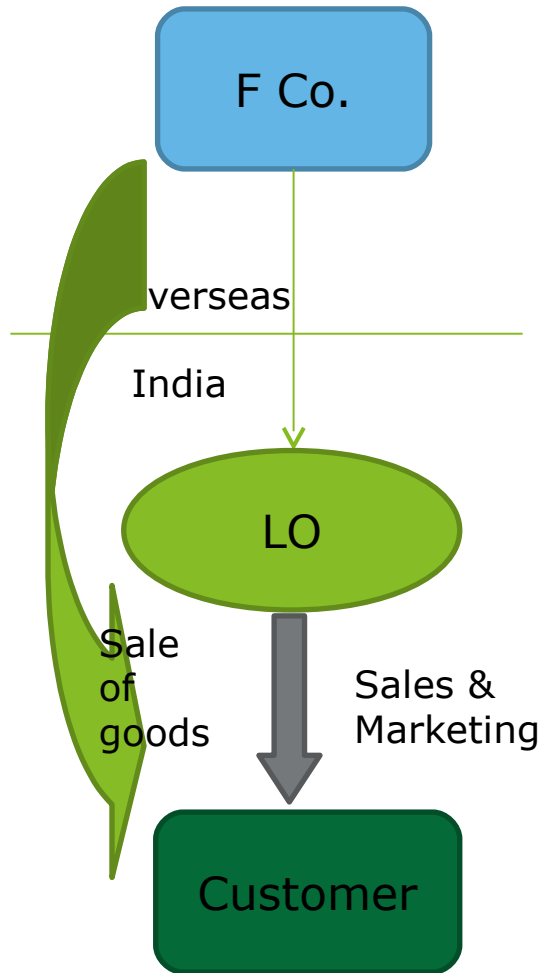 F Co.
verseas
India
LO
Sale
of
goods
Sales &
Marketing
Customer